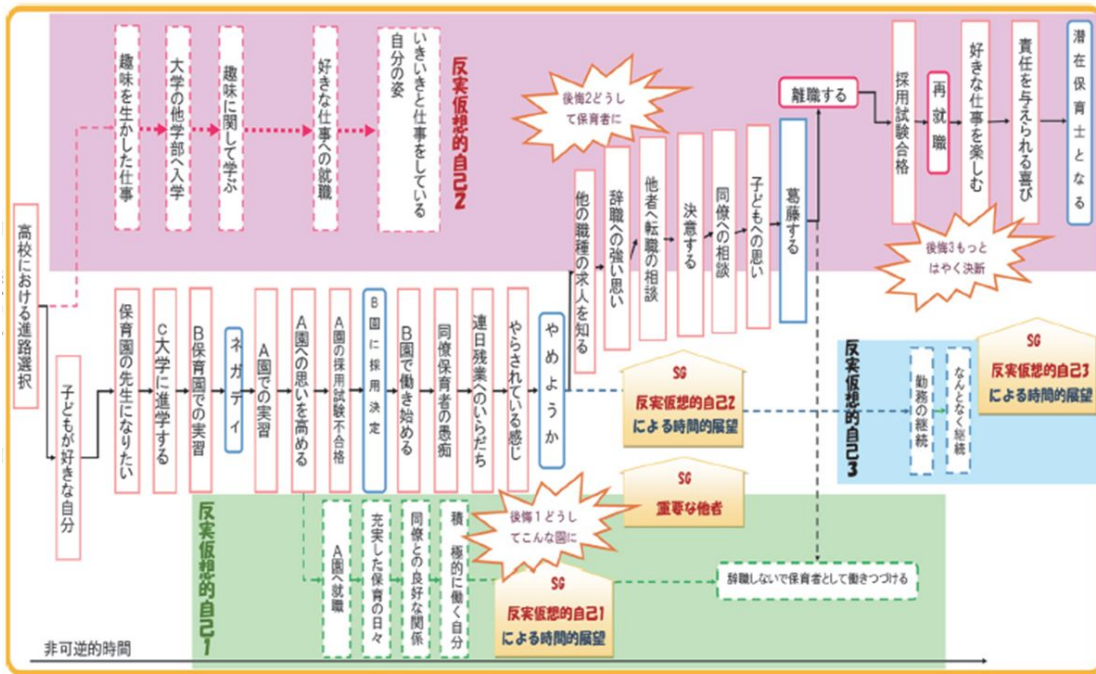 趣味を生かした仕事
大学の他学部へ入学
趣味に関して学ぶ
好きな仕事への就職
いきいきと仕事をしている
自分の姿
反実仮想的自己2
後悔2どうし
て保育者に
離職する
採用試験合格
再就職
好きな仕事を楽しむ
責任を与えられる喜び
潜在保育士となる
後悔3もっと
はやく決断
高校における進路選択
子どもが好きな自分
保育園の先生になりたい
C大学に進学する
B保育園での実習
ネガティ
A園での実習
A園への思いを高める
A園の採用試験不合格
B園に採用決定
B園で働き始める
同僚保育者の愚痴
連日残業へのいらだち
やらされている感じ
やめようか
他の職種の求人を知る
辞職への強い思い
他者へ転職の相談
決意する
同僚への相談
子どもへの思い
葛藤する
SG
反実仮想的自己2
による時間的展望
反実仮想的自己3
勤務の継続
なんとなく継続
SG
反実仮想的自己3
による時間的展望
SG
重要な他者
反実仮想的自己1
A園へ就職
充実した保育の日々
同僚との良好な関係
積 極的に働く自分
後悔1どうし
てこんな園に
SG
反実仮想的自己1
による時間的展望
辞職しないで保育者として働きつづける
非可逆的時間